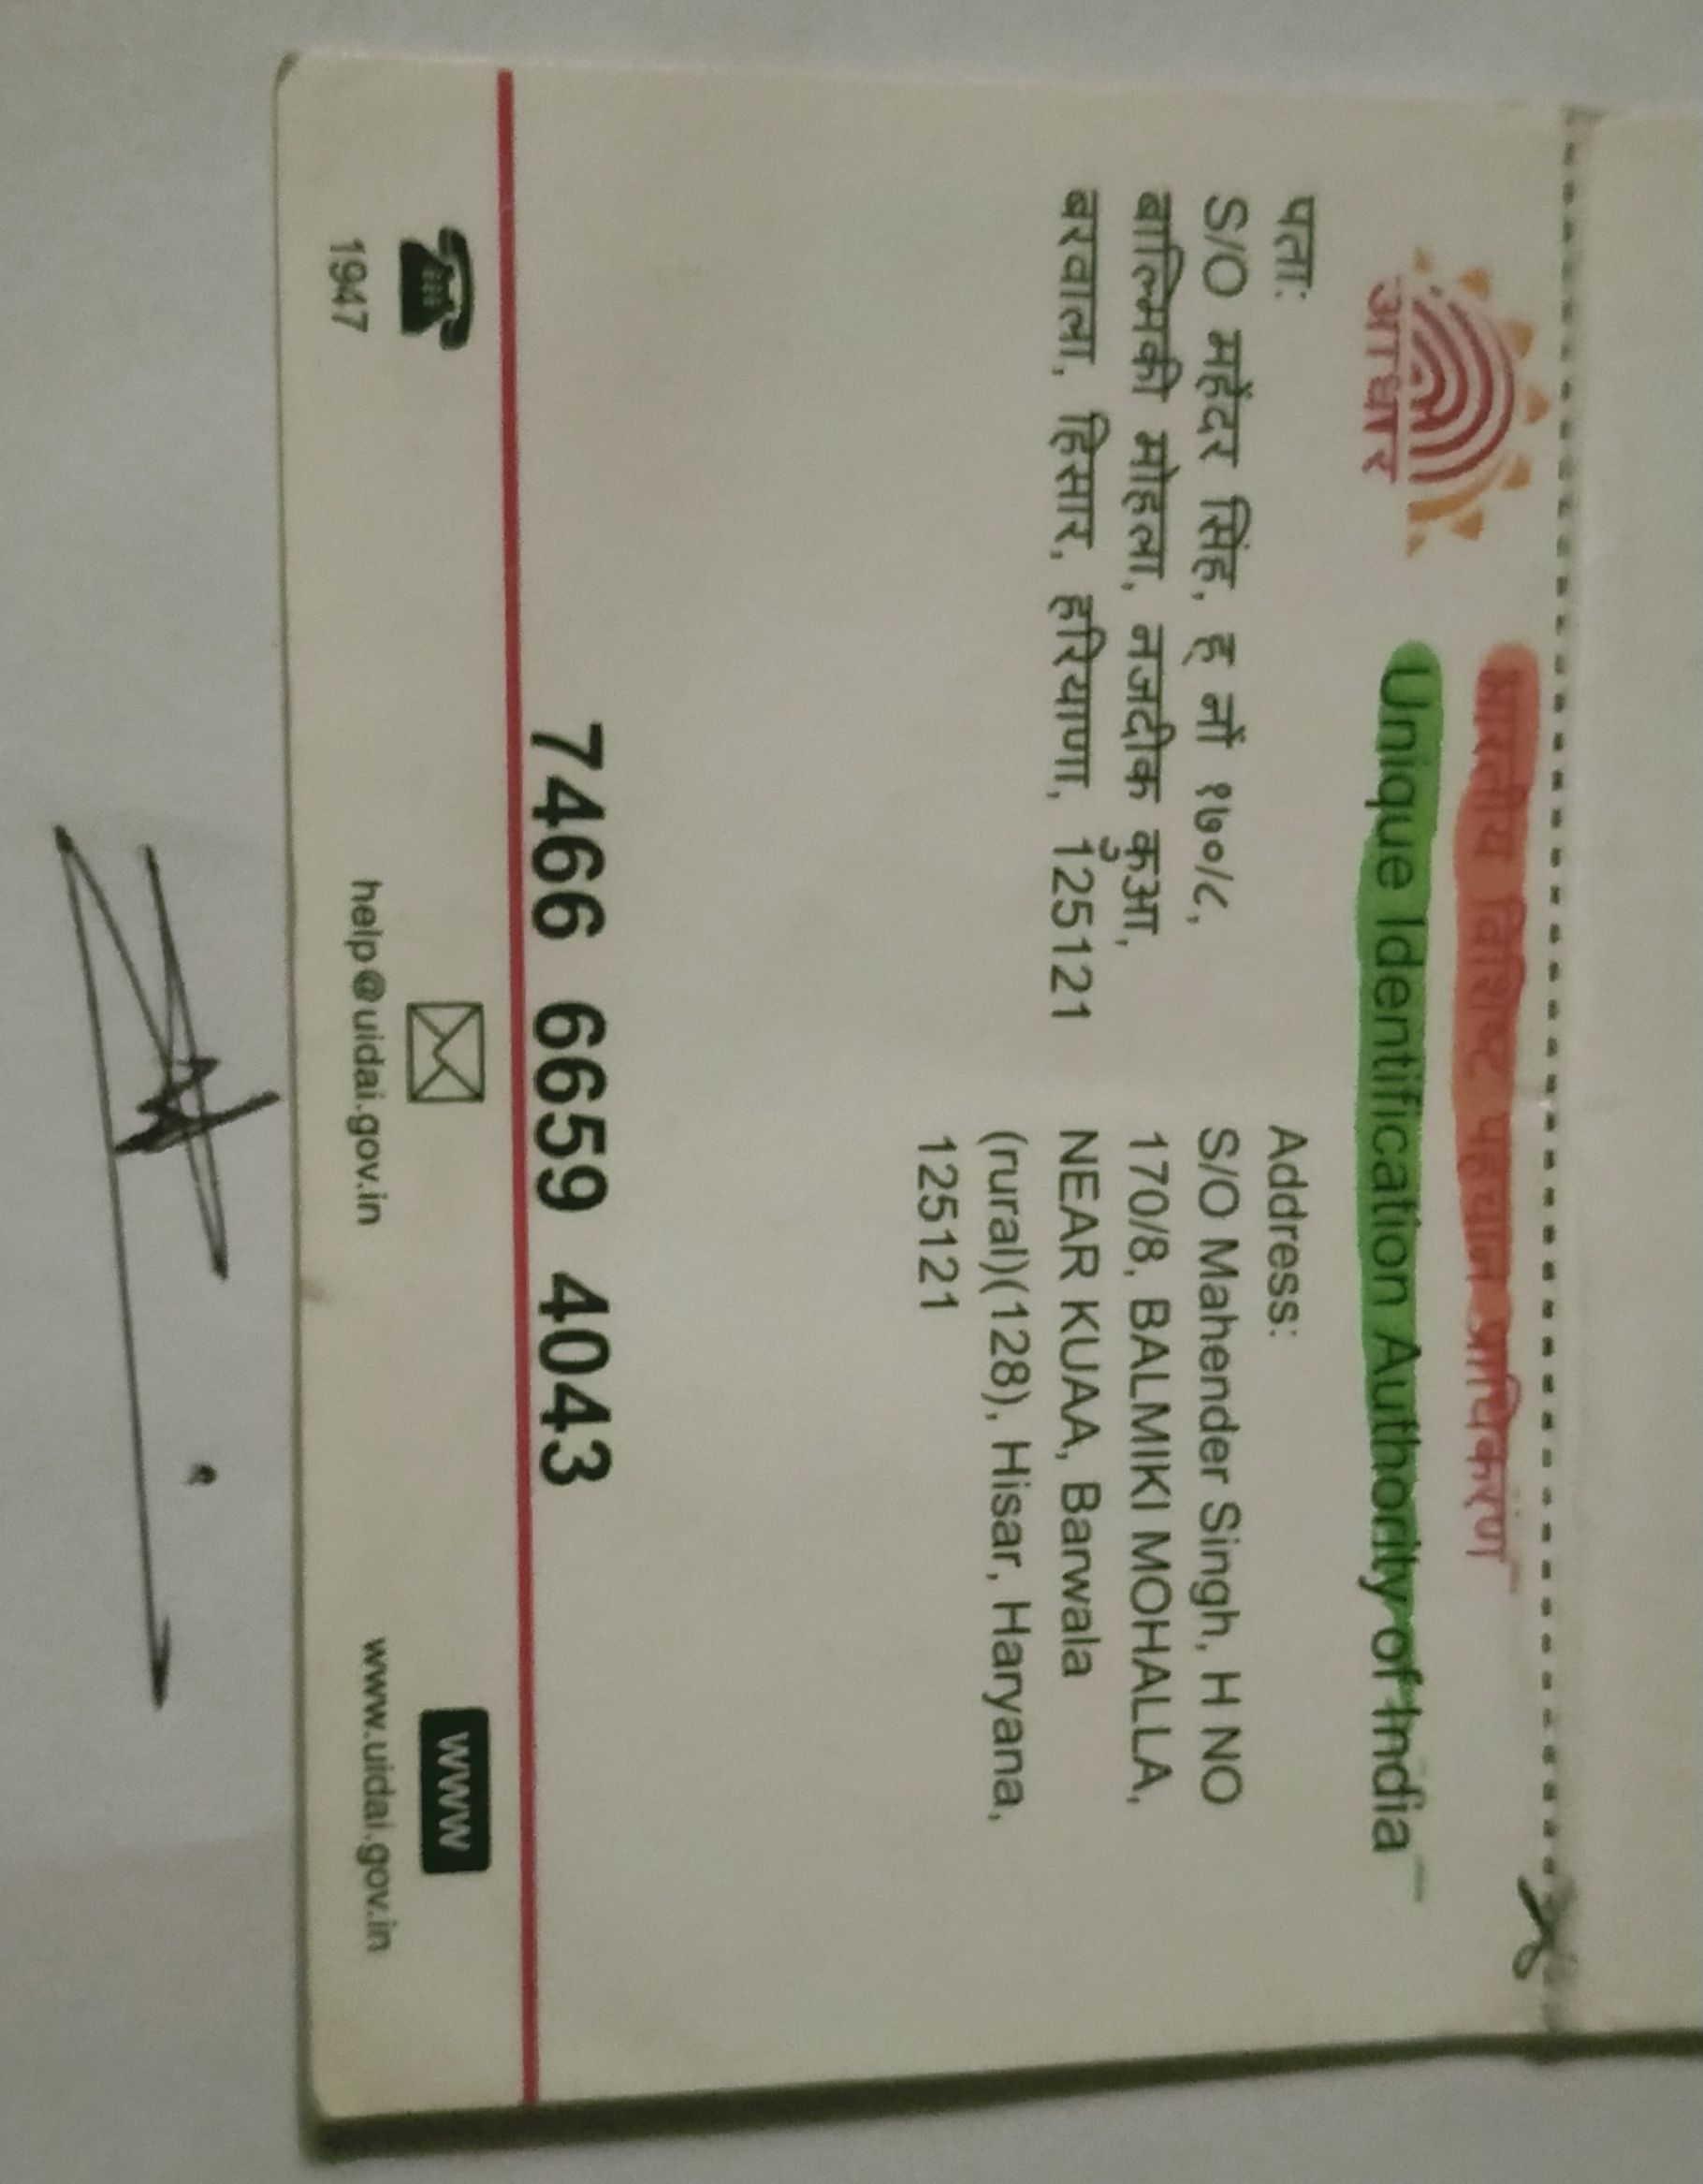 आधार
भारतीय विशिष्ट पहचान प्राधिकरण
Unique Identification Authority of India
पता:
S/O महेंदर सिंह, ह नों १७०/८,
बाल्मिकी मोहला, नजदीक कुआ,
बरवाला, हिसार, हरियाणा, 125121
Address:
S/O Mahender Singh, H NO
170/8, BALMIKI MOHALLA,
NEAR KUAA, Barwala
(rural)(128), Hisar, Haryana,
125121
7466 6659 4043
1947
help@uidai.gov.in
www
www.uidai.gov.in